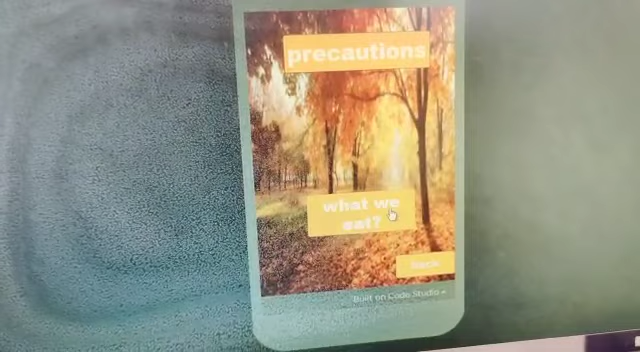 precautions
what we
eat?
back
Built on Code Studio